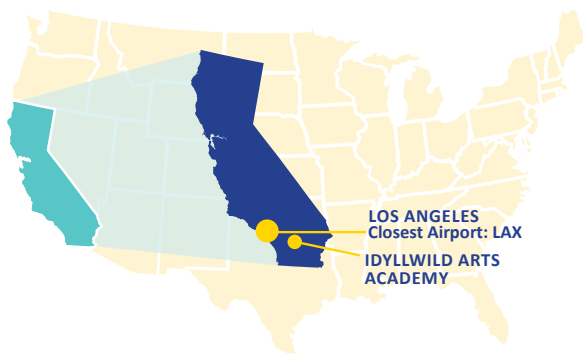 LOS ANGELES
Closest Airport: LAX
IDYLLWILD ARTS
ACADEMY